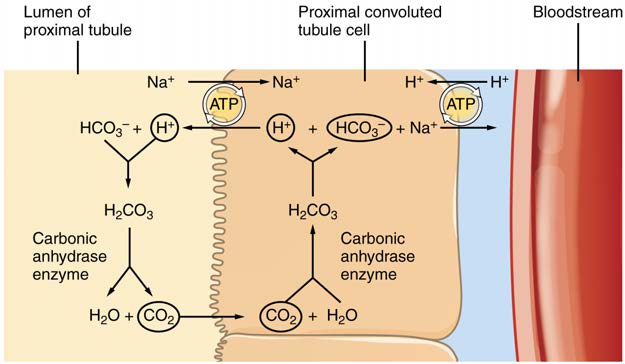 Lumen of
proximal tubule
Proximal convoluted
tubule cell
Bloodstream
Na⁺ Na⁺ H⁺ H⁺
ATP ATP
HCO₃⁻ + H⁺ H⁺ + HCO₃⁻ + Na⁺
H₂CO₃ H₂CO₃
Carbonic
anhydrase
enzyme
Carbonic
anhydrase
enzyme
H₂O + CO₂ CO₂ + H₂O